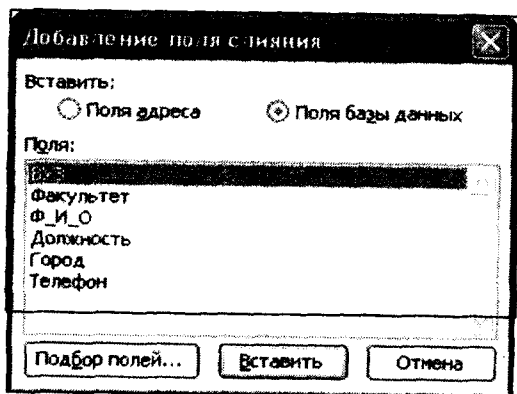 Добавление поля слияния
Вставить:
Поля адреса Поля базы данных
Поля:
Факультет
Ф_И_О
Должность
Город
Телефон
Подбор полей... Вставить Отмена